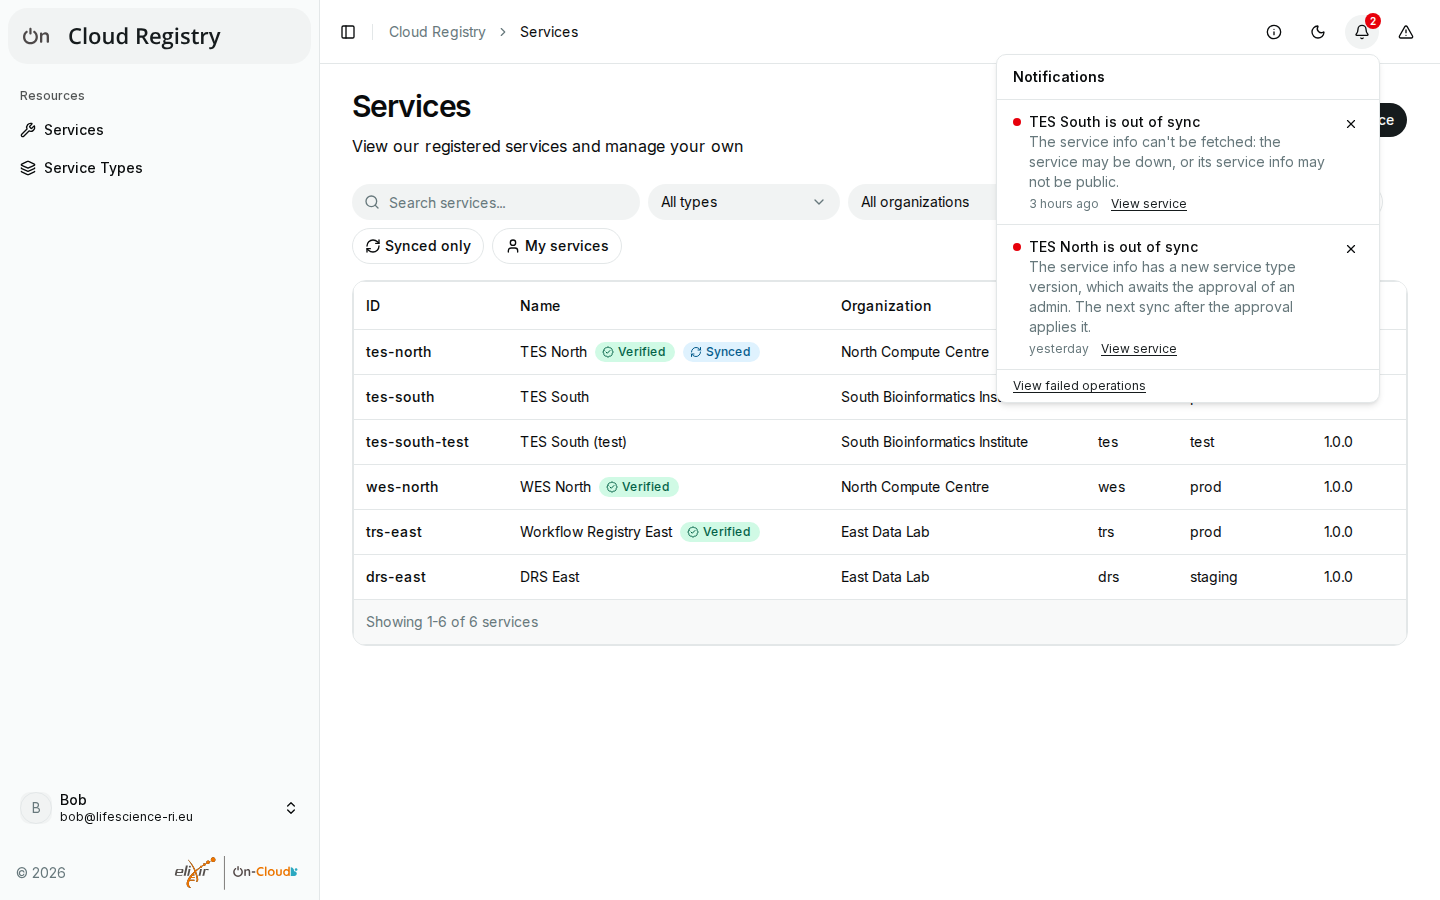 On Cloud Registry
Resources
Services
Service Types
Cloud Registry > Services
2
Services
View our registered services and manage your own
Search services...
All types
All organizations
Synced only
My services
ID Name Organization
tes-north TES North Verified Synced North Compute Centre
tes-south TES South South Bioinformatics Ins
tes-south-test TES South (test) South Bioinformatics Institute tes test 1.0.0
wes-north WES North Verified North Compute Centre wes prod 1.0.0
trs-east Workflow Registry East Verified East Data Lab trs prod 1.0.0
drs-east DRS East East Data Lab drs staging 1.0.0
Showing 1-6 of 6 services
Notifications
TES South is out of sync
The service info can't be fetched: the
service may be down, or its service info may
not be public.
3 hours ago View service
TES North is out of sync
The service info has a new service type
version, which awaits the approval of an
admin. The next sync after the approval
applies it.
yesterday View service
View failed operations
ce
B
Bob
bob@lifescience-ri.eu
© 2026
elixir
On-Cloud